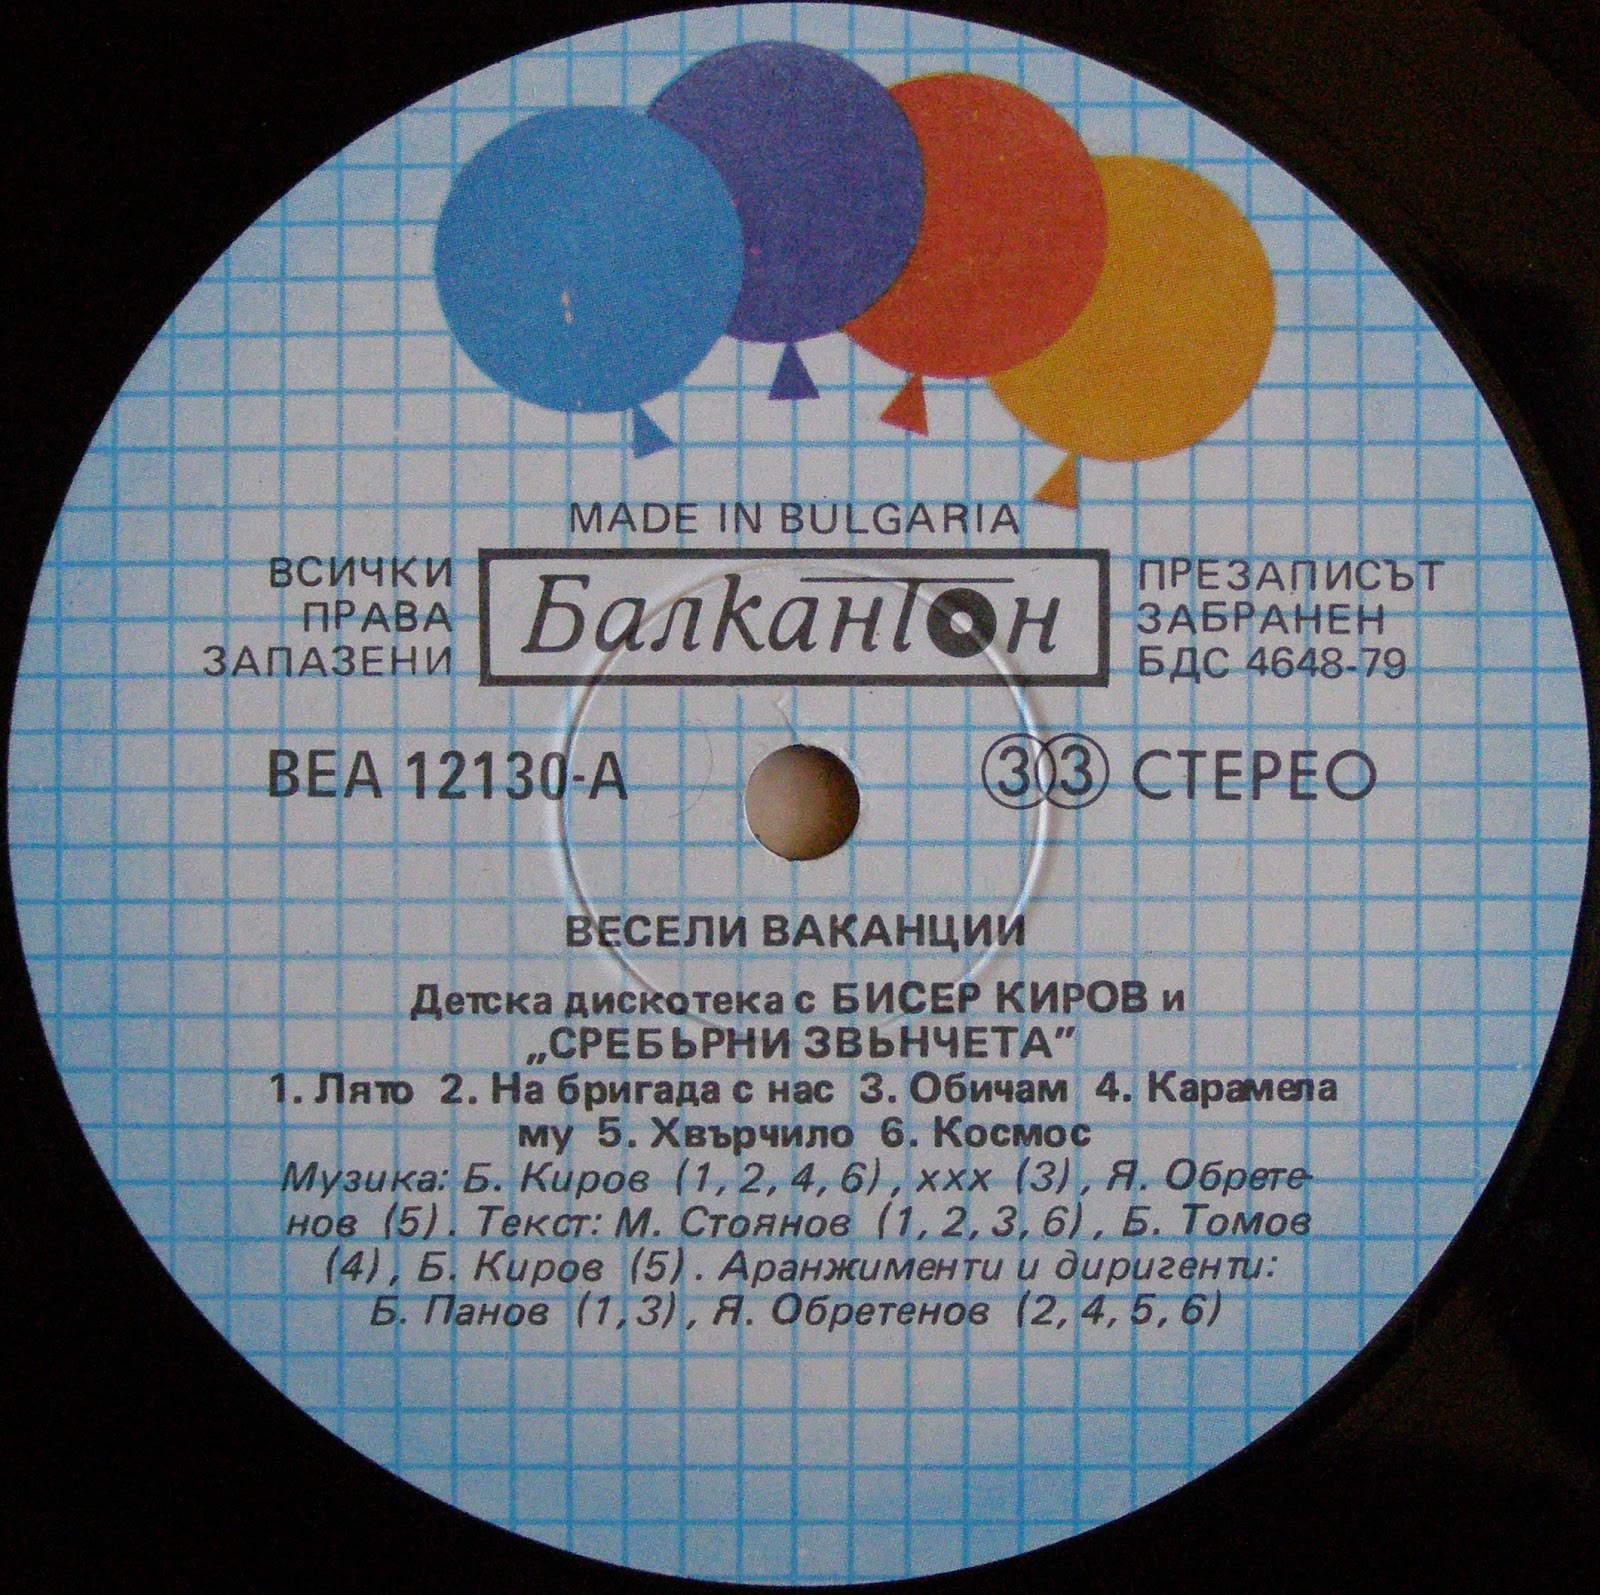 MADE IN BULGARIA
ВСИЧКИ
ПРАВА
ЗАПАЗЕНИ
Балкантон
ПРЕЗАПИСЪТ
ЗАБРАНЕН
БДС 4648-79
ВЕА 12130-А
33 СТЕРЕО
ВЕСЕЛИ ВАКАНЦИИ
Детска дискотека с БИСЕР КИРОВ и
„СРЕБЪРНИ ЗВЪНЧЕТА”
1. Лято 2. На бригада с нас 3. Обичам 4. Карамела
му 5. Хвърчило 6. Космос
Музика: Б. Киров (1, 2, 4, 6), ххх (3), Я. Обрете-
нов (5). Текст: М. Стоянов (1, 2, 3, 6), Б. Томов
(4), Б. Киров (5). Аранжименти и диригенти:
Б. Панов (1, 3), Я. Обретенов (2, 4, 5, 6)